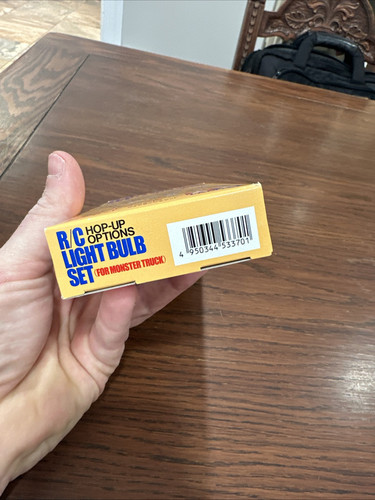 R/C HOP-UP OPTIONS
LIGHT BULB
SET (FOR MONSTER TRUCK)
4 950344 533701